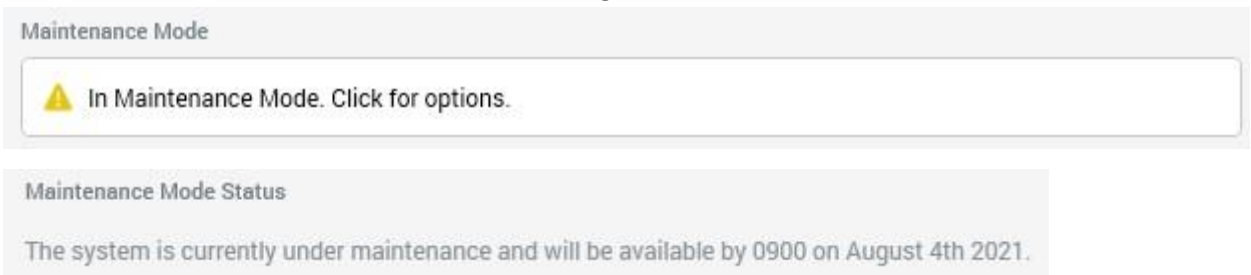 Maintenance Mode
In Maintenance Mode. Click for options.
Maintenance Mode Status
The system is currently under maintenance and will be available by 0900 on August 4th 2021.